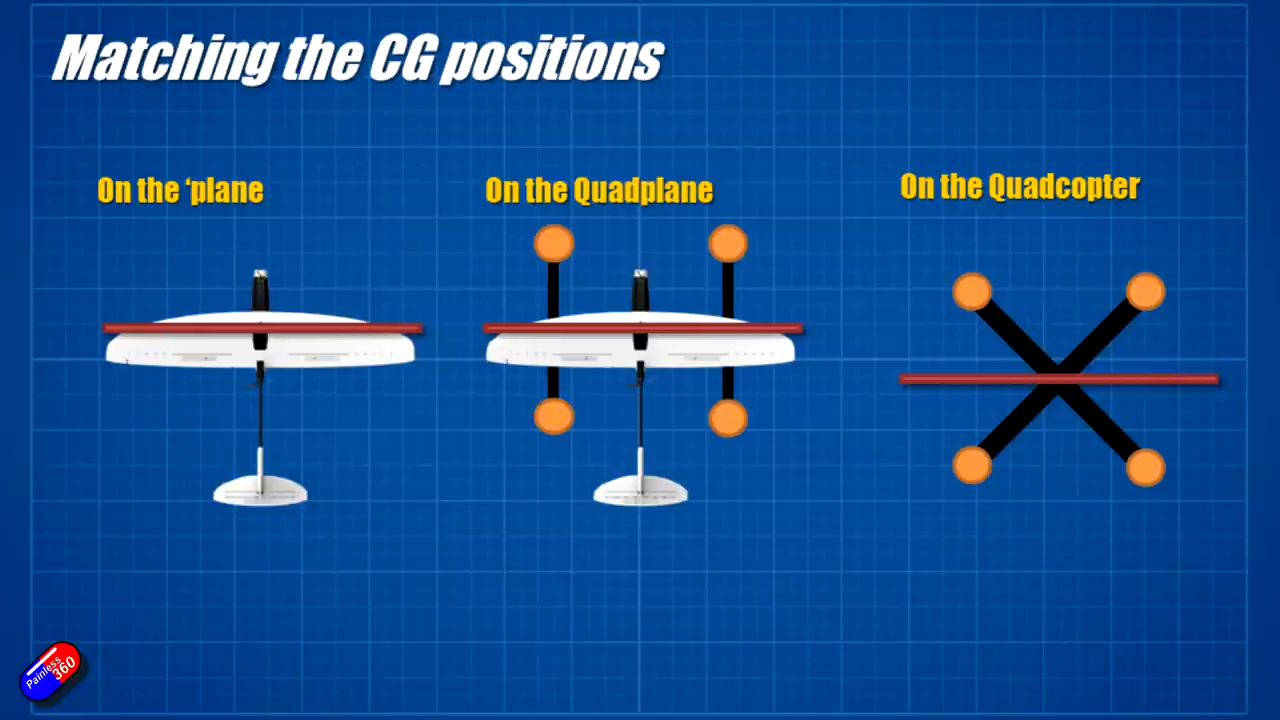 Matching the CG positions
On the ‘plane
On the Quadplane
On the Quadcopter
Painless
360